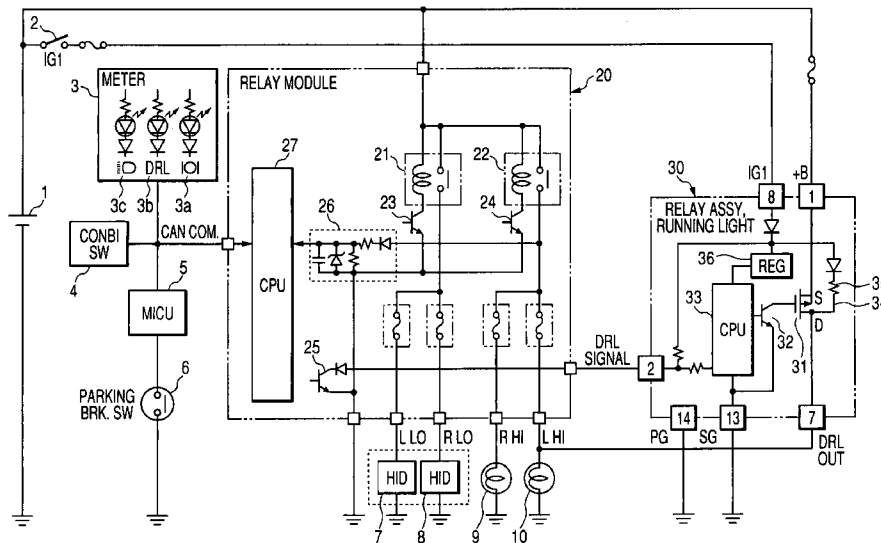 2
IG1
METER
3
DRL
3c
3b
3a
RELAY MODULE
20
27
21
22
23
24
26
CPU
1
CONBI
SW
4
CAN COM.
5
MICU
6
PARKING
BRK. SW
25
DRL
SIGNAL
L LO
R LO
R HI
L HI
HID
HID
7
8
9
10
30
IG1
8
+B
1
RELAY ASSY,
RUNNING LIGHT
36
REG
33
CPU
S
D
32
31
2
14
13
7
PG
SG
DRL
OUT